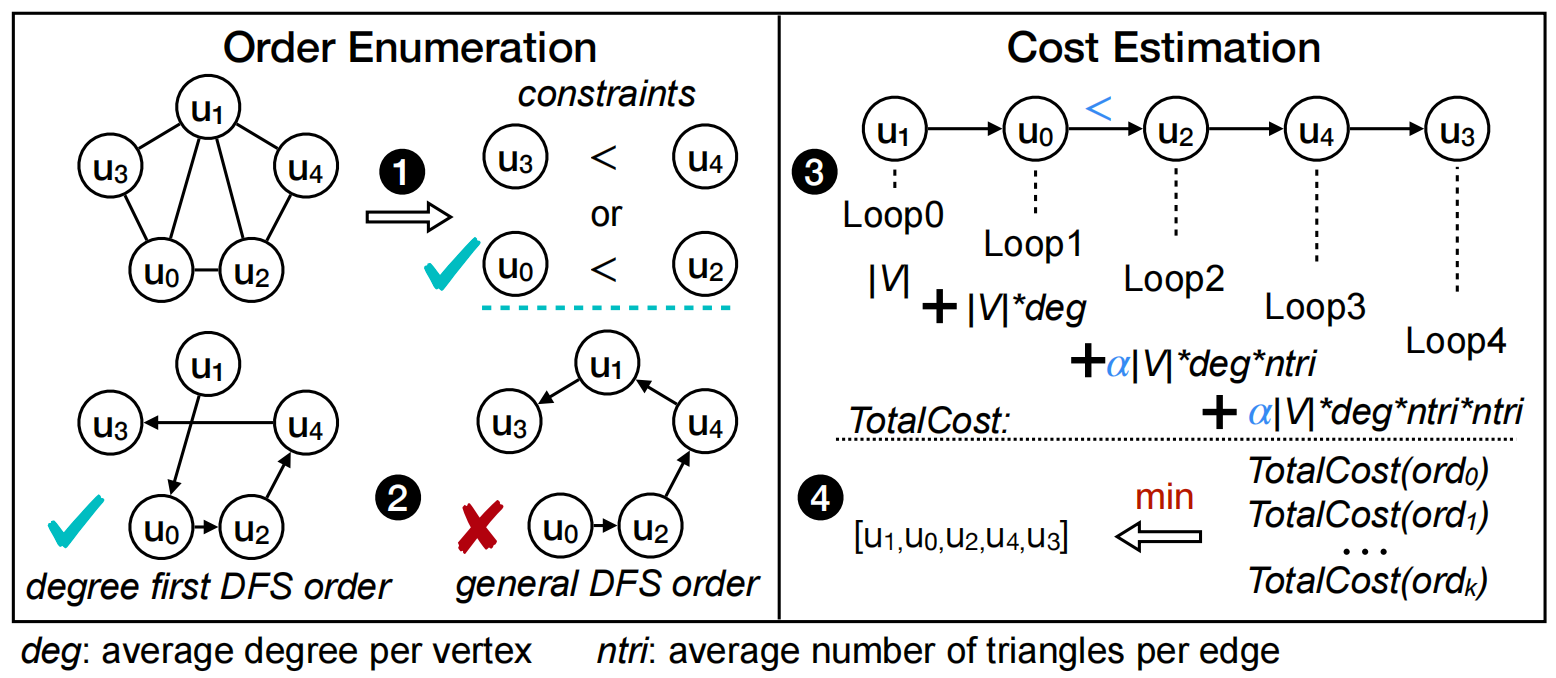 Order Enumeration
constraints
u₁
u₃
u₄
u₀
u₂
1
u₃ < u₄
or
u₀ < u₂
u₁
u₃
u₄
u₀
u₂
degree first DFS order
2
u₁
u₃
u₄
u₀
u₂
general DFS order
Cost Estimation
3
u₁ u₀ < u₂ u₄ u₃
Loop0
Loop1
Loop2
Loop3
Loop4
|V|
+ |V|*deg
+α|V|*deg*ntri
+ α|V|*deg*ntri*ntri
TotalCost:
4
[u₁,u₀,u₂,u₄,u₃]
min
TotalCost(ord₀)
TotalCost(ord₁)
...
TotalCost(ordₖ)
deg: average degree per vertex
ntri: average number of triangles per edge